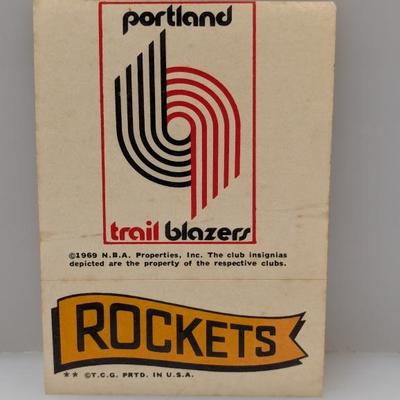 portland
trail blazers
©1969 N.B.A. Properties, Inc. The club insignias
depicted are the property of the respective clubs.
ROCKETS
** ©T.C.G. PRTD. IN U.S.A.